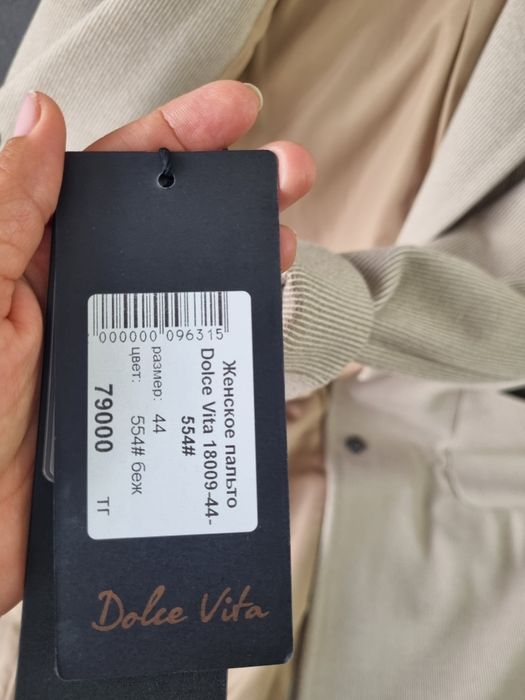 Женское пальто
Dolce Vita 18009-44-
554#
размер: 44
цвет: 554# беж
79000 тг
000000 096315
Dolce Vita